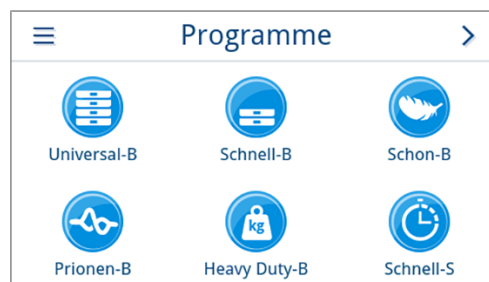 Programme
Universal-B Schnell-B Schon-B
kg
Prionen-B Heavy Duty-B Schnell-S